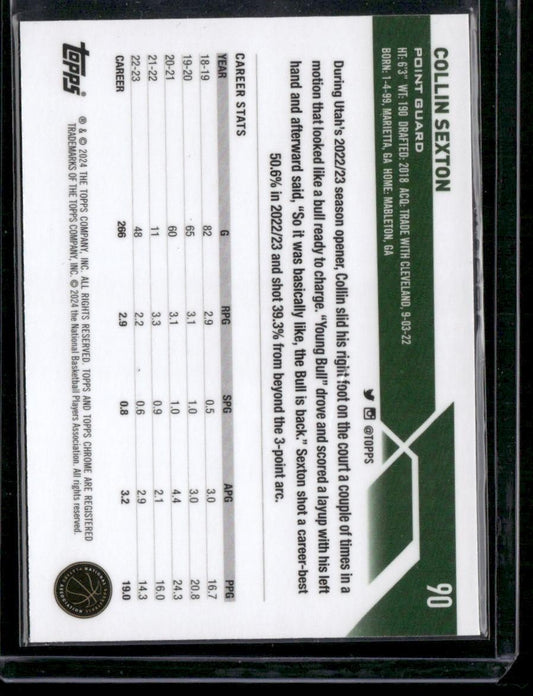 COLLIN SEXTON
90
POINT GUARD
HT: 6'3" WT: 190 DRAFTED: 2018 ACQ: TRADE WITH CLEVELAND, 9-03-22
BORN: 1-4-99, MARIETTA, GA HOME: MABLETON, GA
@TOPPS
During Utah's 2022/23 season opener, Collin slid his right foot on the court a couple of times in a
motion that looked like a bull ready to charge. "Young Bull" drove and scored a layup with his left
hand and afterward said, "So it was basically like, the Bull is back." Sexton shot a career-best
50.6% in 2022/23 and shot 39.3% from beyond the 3-point arc.
CAREER STATS
YEAR G RPG SPG APG PPG
18-19 82 2.9 0.5 3.0 16.7
19-20 65 3.1 1.0 3.0 20.8
20-21 60 3.1 1.0 4.4 24.3
21-22 11 3.3 0.9 2.1 16.0
22-23 48 2.2 0.6 2.9 14.3
CAREER 266 2.9 0.8 3.2 19.0
topps
® & © 2024 THE TOPPS COMPANY, INC. ALL RIGHTS RESERVED. TOPPS AND TOPPS CHROME ARE REGISTERED
TRADEMARKS OF THE TOPPS COMPANY, INC. © 2024 the National Basketball Players Association. All rights reserved.
NATIONAL BASKETBALL PLAYERS ASSOCIATION